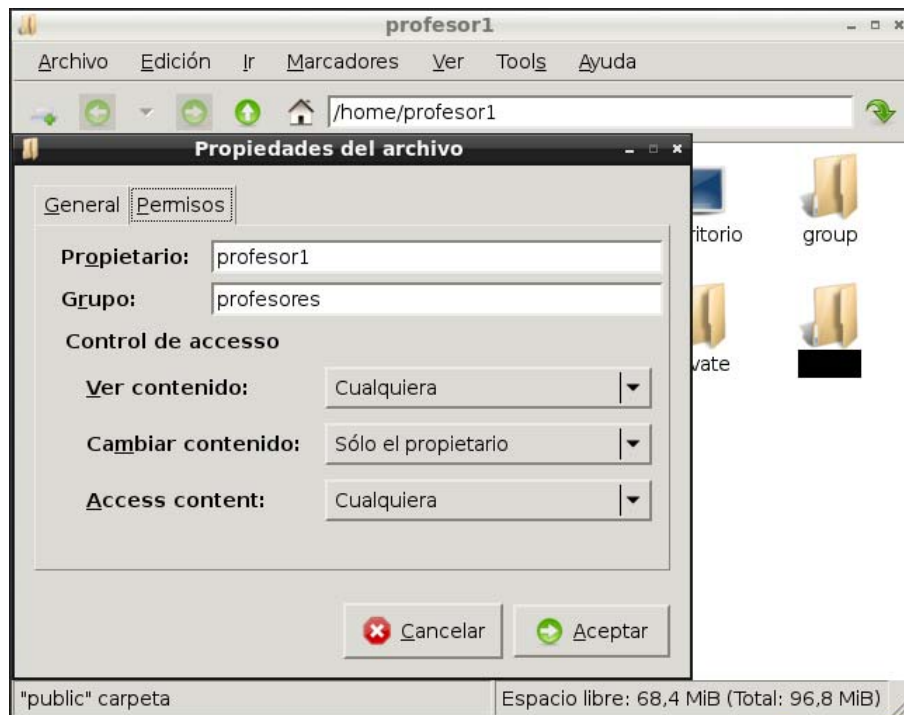 profesor1
Archivo Edición Ir Marcadores Ver Tools Ayuda
/home/profesor1
Propiedades del archivo
General Permisos
Propietario: profesor1
Grupo: profesores
Control de accesso
Ver contenido: Cualquiera
Cambiar contenido: Sólo el propietario
Access content: Cualquiera
Cancelar Aceptar
ritorio group
vate
"public" carpeta Espacio libre: 68,4 MiB (Total: 96,8 MiB)